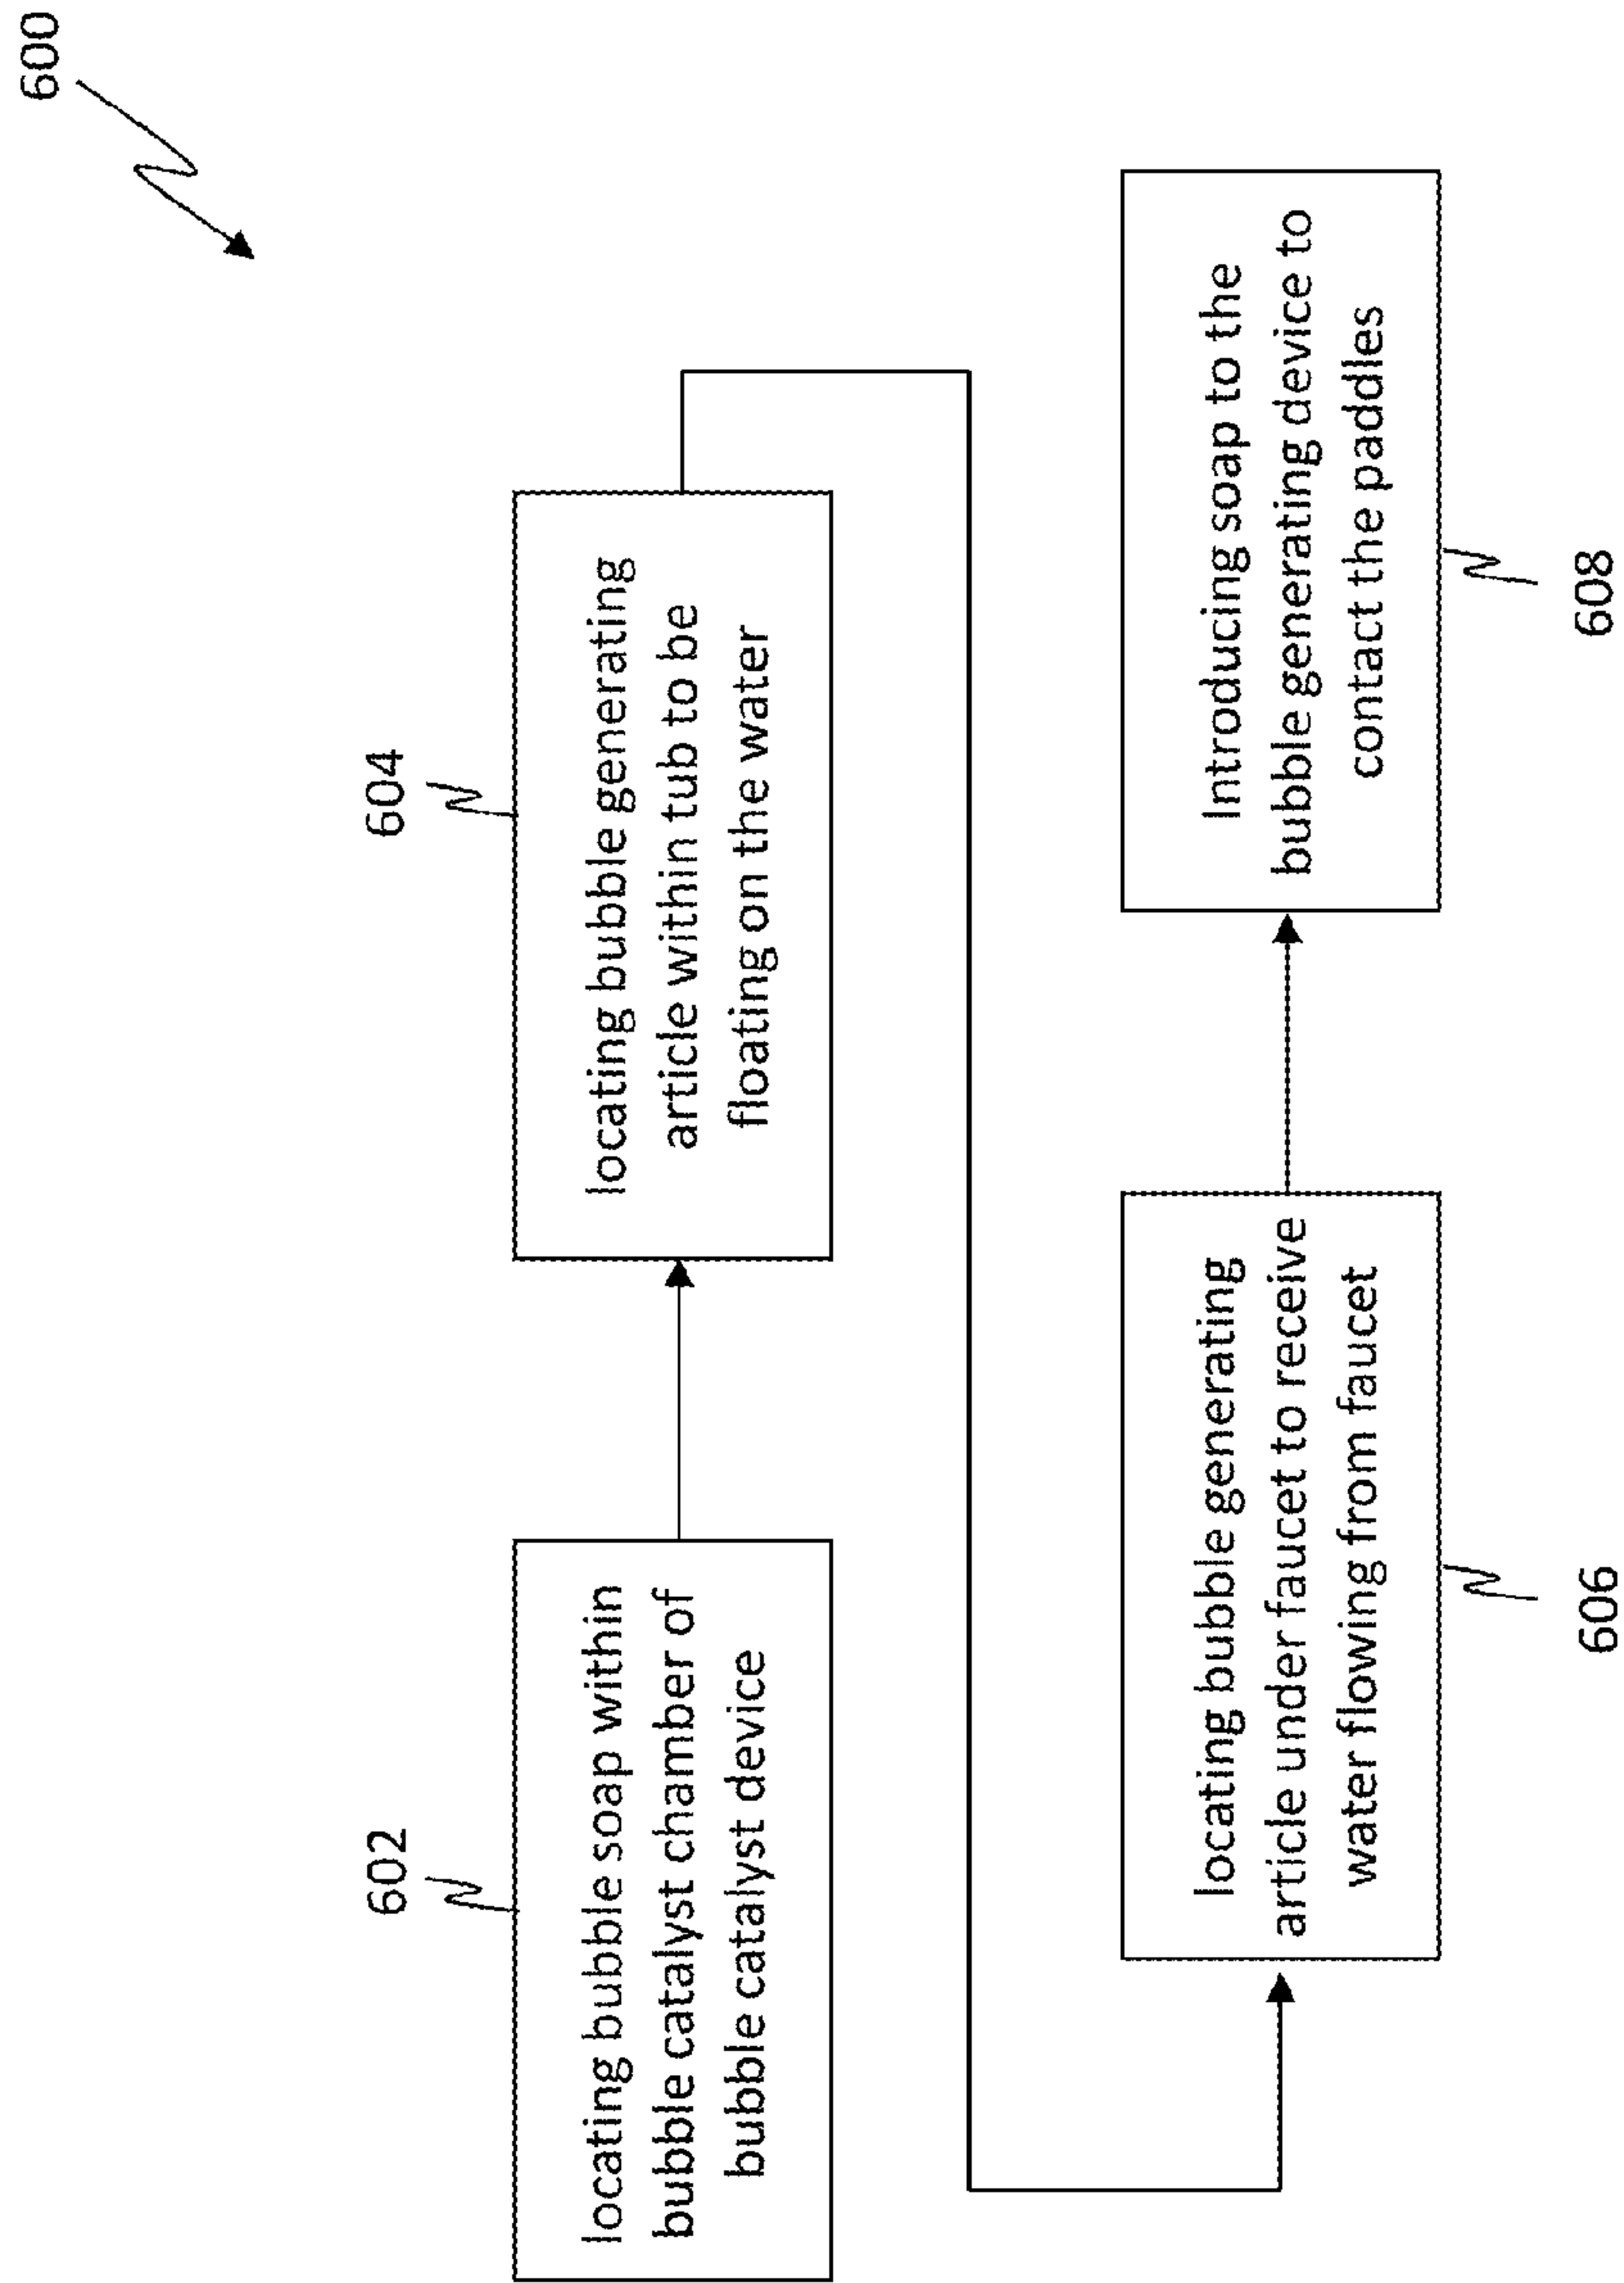 600
602
locating bubble soap within
bubble catalyst chamber of
bubble catalyst device
604
locating bubble generating
article within tub to be
floating on the water
locating bubble generating
article under faucet to receive
water flowing from faucet
606
Introducing soap to the
bubble generating device to
contact the paddles
608